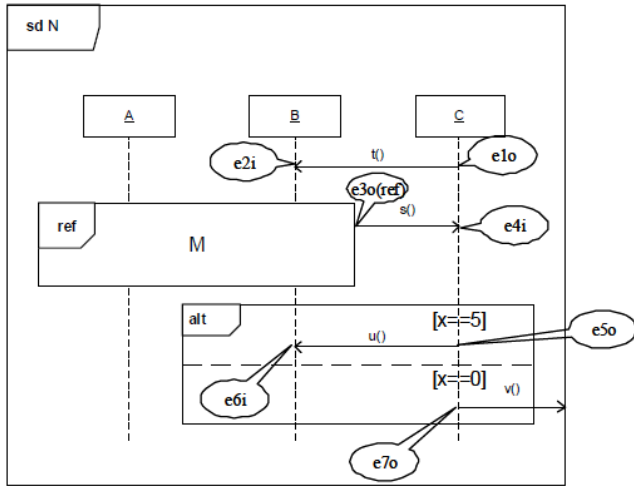 sd N
A
B
C
t()
e2i
e1o
e3o(ref)
s()
ref
M
e4i
alt
[x==5]
u()
e5o
[x==0]
v()
e6i
e7o